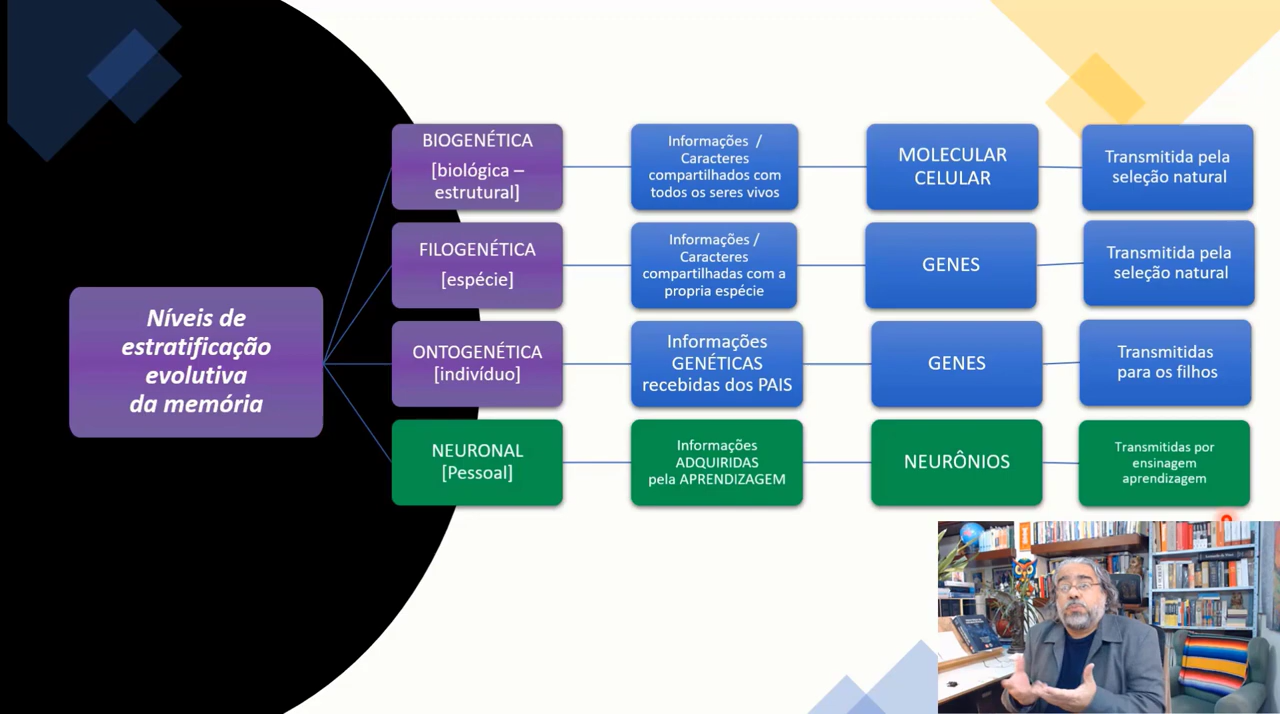 Níveis de
estratificação
evolutiva
da memória
BIOGENÉTICA
[biológica –
estrutural]
Informações /
Caracteres
compartilhados com
todos os seres vivos
MOLECULAR
CELULAR
Transmitida pela
seleção natural
FILOGENÉTICA
[espécie]
Informações /
Caracteres
compartilhadas com a
propria espécie
GENES
Transmitida pela
seleção natural
ONTOGENÉTICA
[indivíduo]
Informações
GENÉTICAS
recebidas dos PAIS
GENES
Transmitidas
para os filhos
NEURONAL
[Pessoal]
Informações
ADQUIRIDAS
pela APRENDIZAGEM
NEURÔNIOS
Transmitidas por
ensinagem
aprendizagem